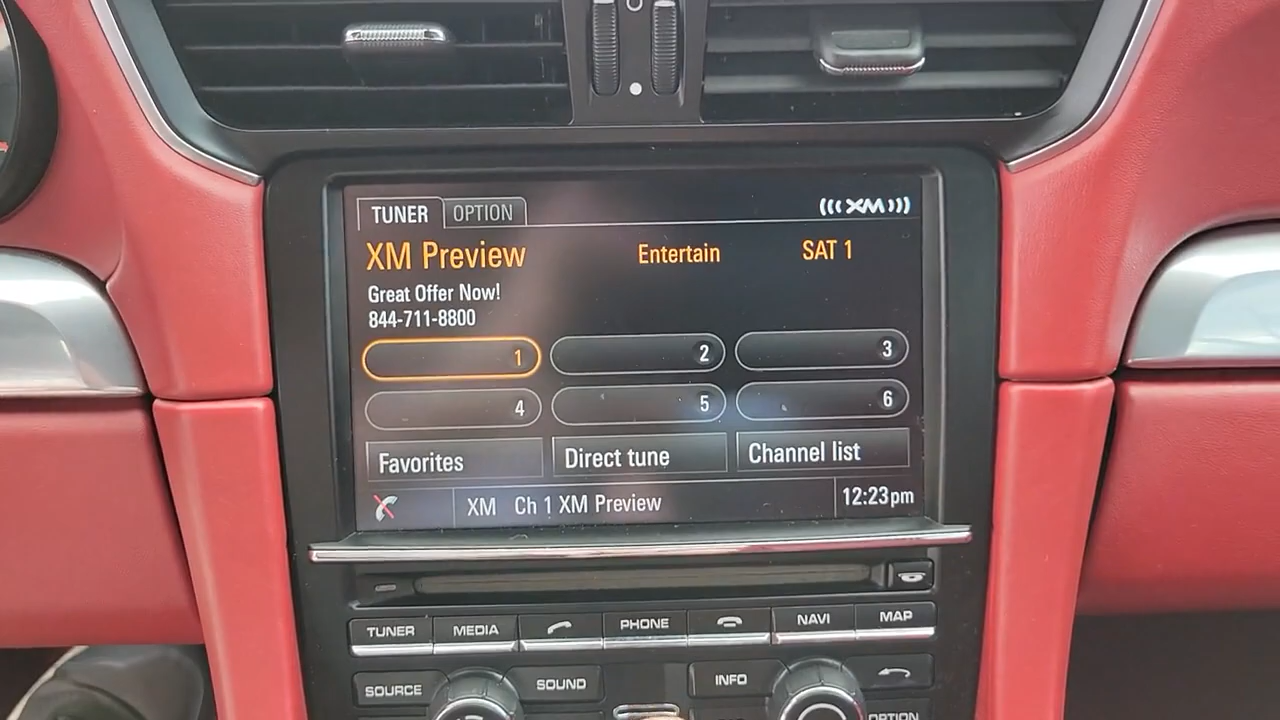 TUNER OPTION (((XM)))
XM Preview Entertain SAT 1
Great Offer Now!
844-711-8800
1 2 3
4 5 6
Favorites Direct tune Channel list
XM Ch 1 XM Preview 12:23pm
TUNER MEDIA PHONE NAVI MAP
SOURCE SOUND INFO
OPTION